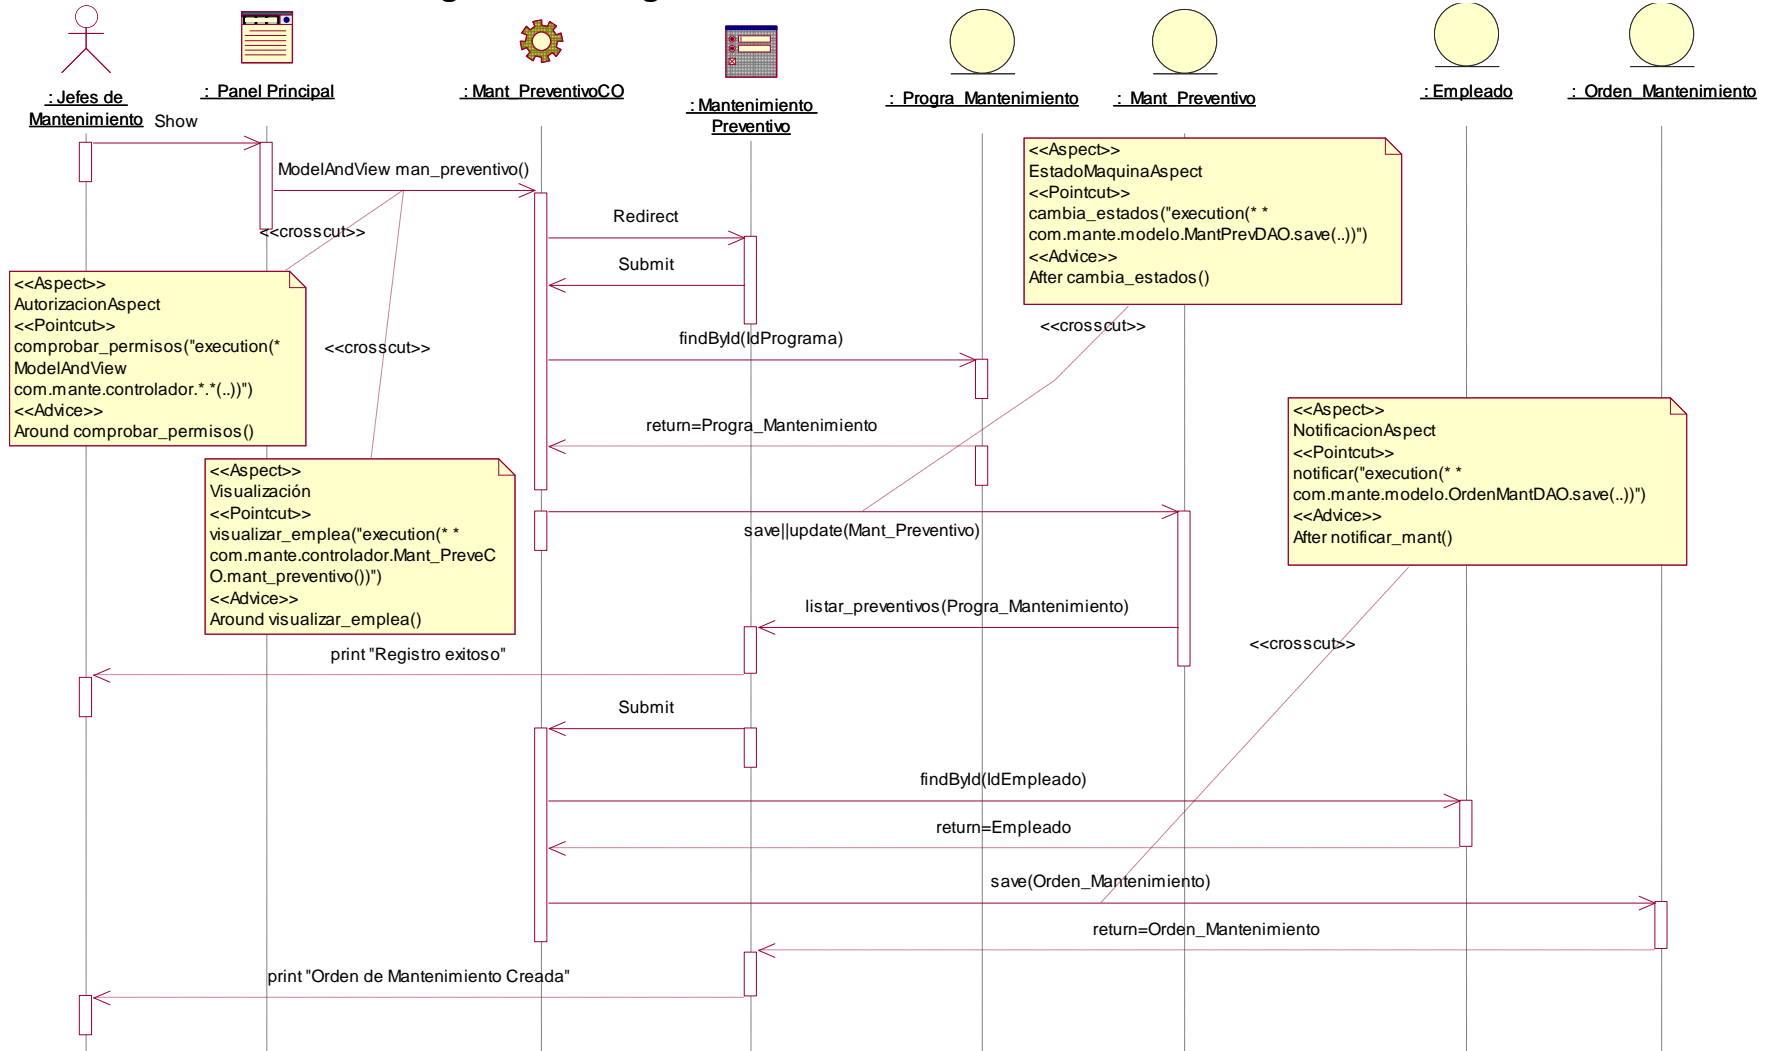 : Jefes de
Mantenimiento
: Panel Principal
: Mant_PreventivoCO
: Mantenimiento
Preventivo
: Progra_Mantenimiento
: Mant_Preventivo
: Empleado
: Orden_Mantenimiento
Show
ModelAndView man_preventivo()
<<crosscut>>
Redirect
Submit
<<Aspect>>
EstadoMaquinaAspect
<<Pointcut>>
cambia_estados("execution(* *
com.mante.modelo.MantPrevDAO.save(..))")
<<Advice>>
After cambia_estados()
<<crosscut>>
<<Aspect>>
AutorizacionAspect
<<Pointcut>>
comprobar_permisos("execution(*
ModelAndView
com.mante.controlador.*.*(..))")
<<Advice>>
Around comprobar_permisos()
<<crosscut>>
findById(IdPrograma)
return=Progra_Mantenimiento
<<Aspect>>
NotificacionAspect
<<Pointcut>>
notificar("execution(* *
com.mante.modelo.OrdenMantDAO.save(..))")
<<Advice>>
After notificar_mant()
<<Aspect>>
Visualización
<<Pointcut>>
visualizar_emplea("execution(* *
com.mante.controlador.Mant_PreveC
O.mant_preventivo())")
<<Advice>>
Around visualizar_emplea()
save||update(Mant_Preventivo)
listar_preventivos(Progra_Mantenimiento)
<<crosscut>>
print "Registro exitoso"
Submit
findById(IdEmpleado)
return=Empleado
save(Orden_Mantenimiento)
return=Orden_Mantenimiento
print "Orden de Mantenimiento Creada"